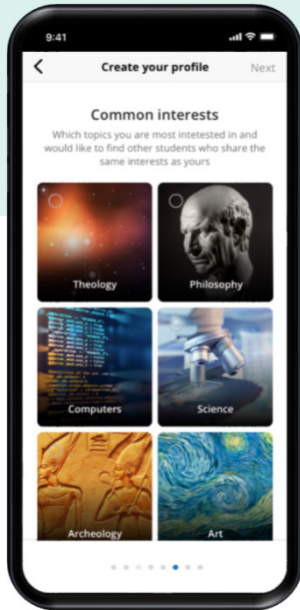 9:41
Create your profile Next
Common interests
Which topics you are most intetested in and
would like to find other students who share the
same interests as yours
Theology Philosophy
Computers Science
Archeology Art